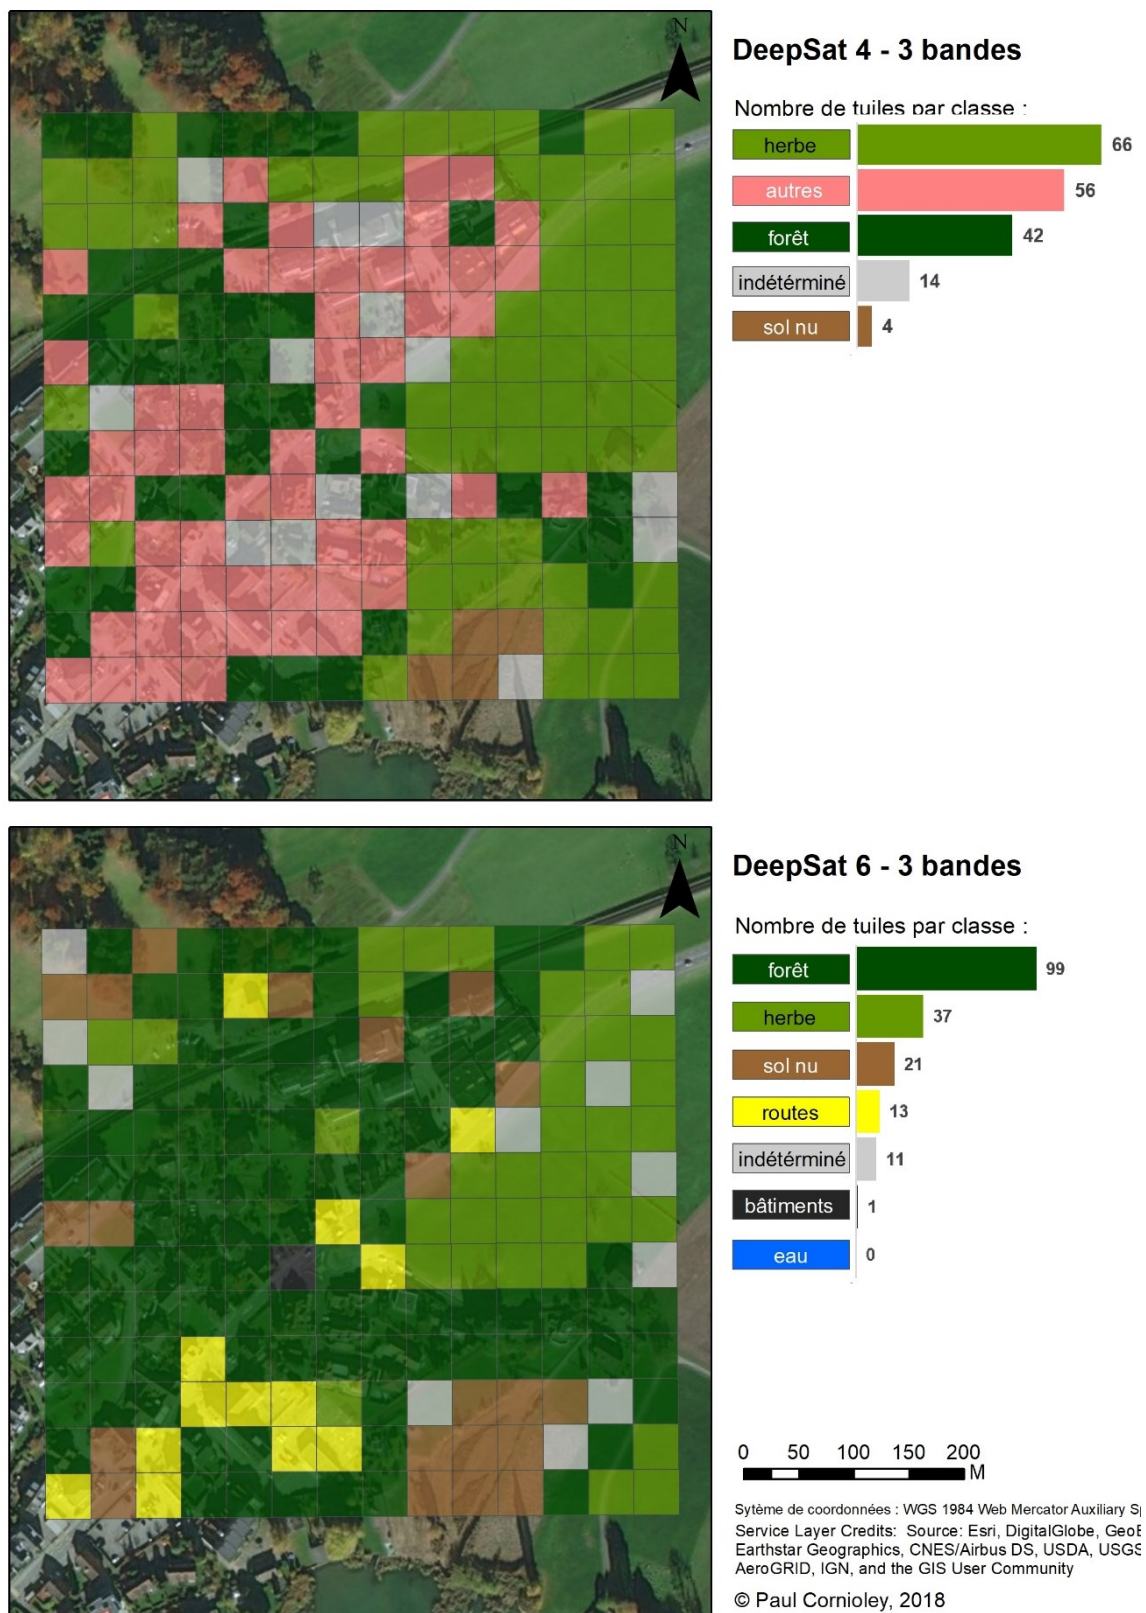 N
DeepSat 4 - 3 bandes
Nombre de tuiles par classe :
herbe 66
autres 56
forêt 42
indétérminé 14
sol nu 4
N
DeepSat 6 - 3 bandes
Nombre de tuiles par classe :
forêt 99
herbe 37
sol nu 21
routes 13
indétérminé 11
bâtiments 1
eau 0
0 50 100 150 200
M
Sytème de coordonnées : WGS 1984 Web Mercator Auxiliary
Service Layer Credits: Source: Esri, DigitalGlobe,
Earthstar Geographics, CNES/Airbus DS, USDA, USGS
AeroGRID, IGN, and the GIS User Community
© Paul Cornioley, 2018